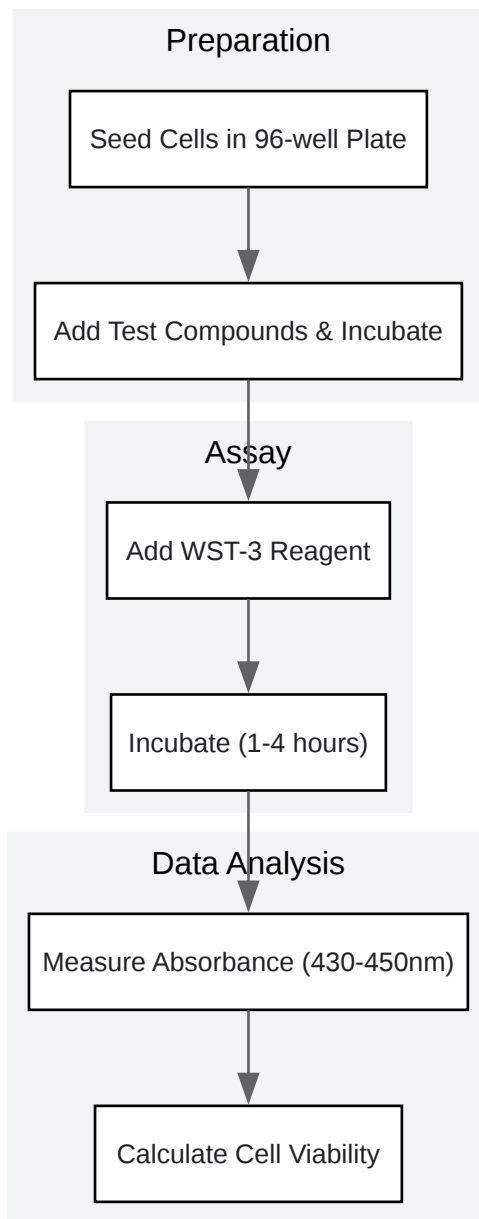 Preparation
Seed Cells in 96-well Plate
Add Test Compounds & Incubate
Assay
Add WST-3 Reagent
Incubate (1-4 hours)
Data Analysis
Measure Absorbance (430-450nm)
Calculate Cell Viability